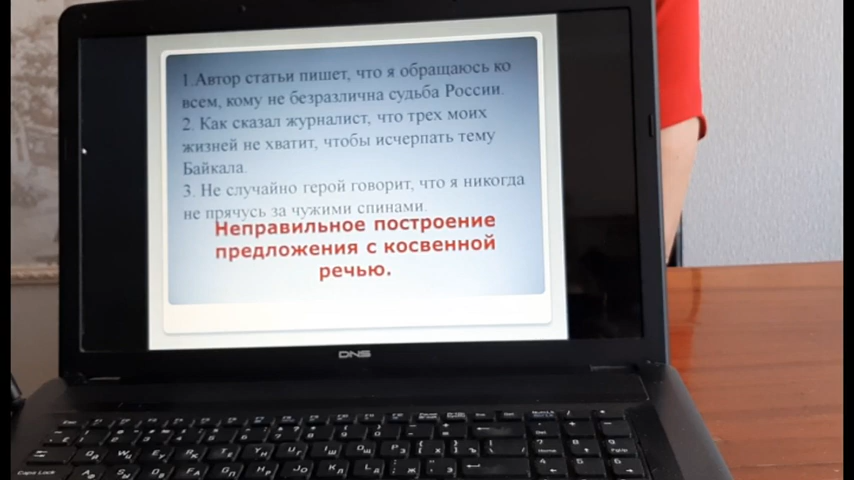 1.Автор статьи пишет, что я обращаюсь ко
всем, кому не безразлична судьба России.
2. Как сказал журналист, что трех моих
жизней не хватит, чтобы исчерпать тему
Байкала.
3. Не случайно герой говорит, что я никогда
не прячусь за чужими спинами.
Неправильное построение
предложения с косвенной
речью.
DNS
Caps Lock